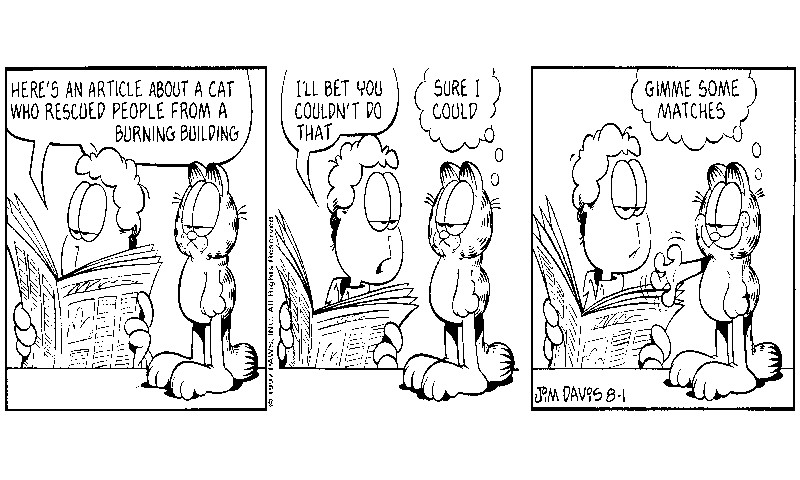 HERE'S AN ARTICLE ABOUT A CAT
WHO RESCUED PEOPLE FROM A
BURNING BUILDING
I'LL BET YOU
COULDN'T DO
THAT
SURE I
COULD
GIMME SOME
MATCHES
JIM DAVIS 8-1